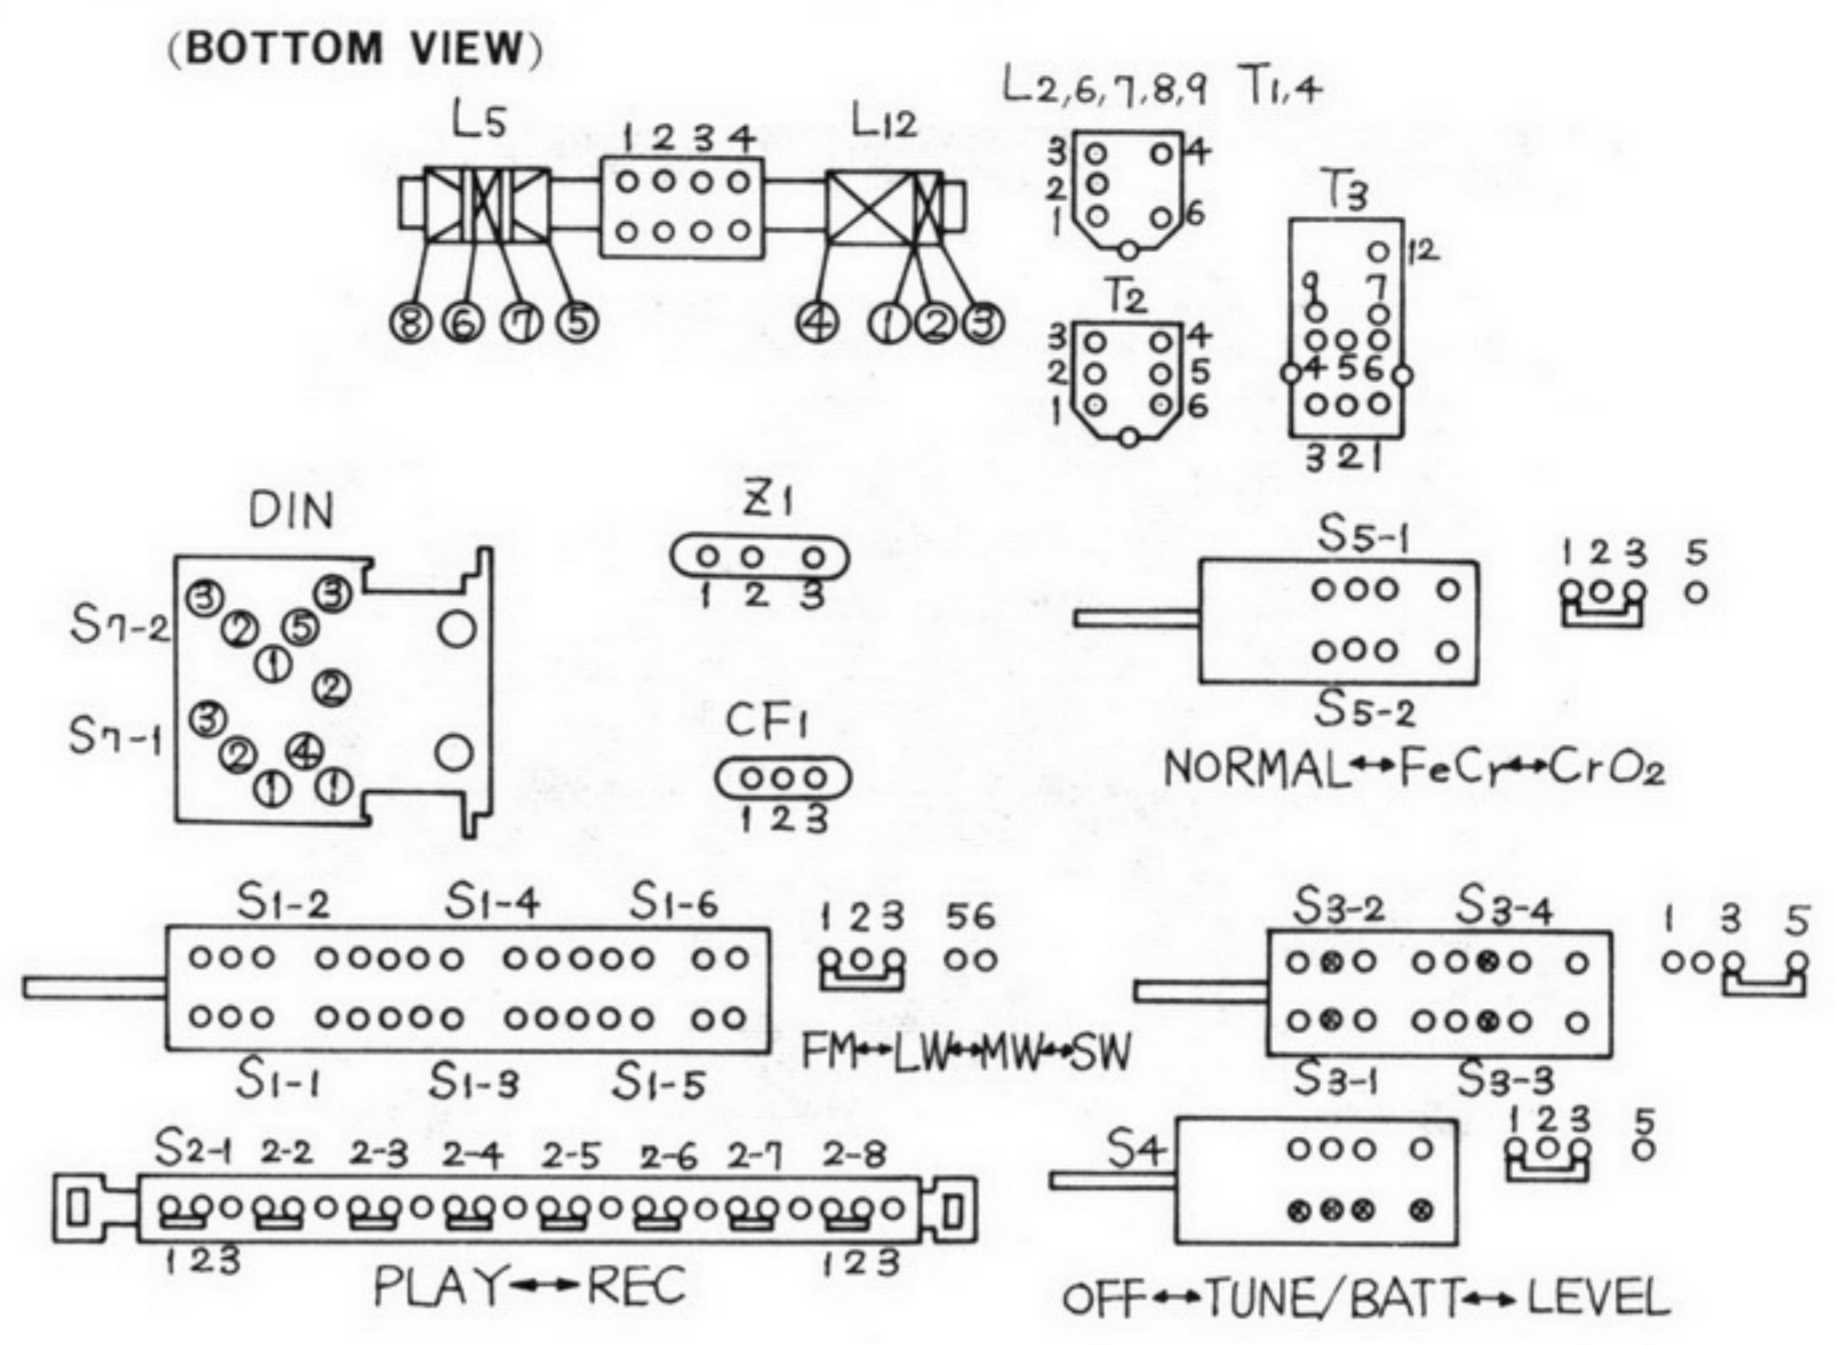 (BOTTOM VIEW)
L5
1 2 3 4
L12
8 6 7 5
4 1 2 3
L2,6,7,8,9 T1,4
3 4
2
1 6
T2
3 4
2 5
1 6
T3
12
9 7
4 5 6
3 2 1
DIN
S7-2
3 3
2 5
1
2
S7-1
3
2 4
1 1
Z1
1 2 3
CF1
1 2 3
S5-1
1 2 3 5
S5-2
NORMAL↔FeCr↔CrO2
S1-2 S1-4 S1-6
1 2 3 5 6
S1-1 S1-3 S1-5
FM↔LW↔MW↔SW
S3-2 S3-4
1 3 5
S3-1 S3-3
S2-1 2-2 2-3 2-4 2-5 2-6 2-7 2-8
1 2 3 1 2 3
PLAY↔REC
S4
1 2 3 5
OFF↔TUNE/BATT↔LEVEL